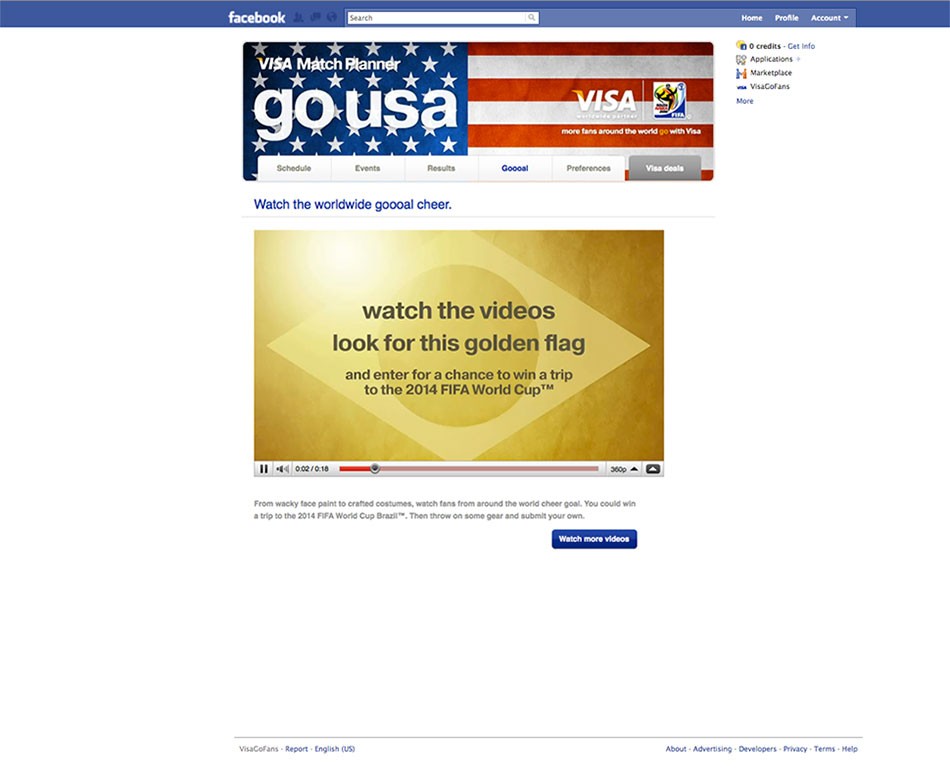 facebook
Search
Home Profile Account
0 credits - Get Info
Applications
Marketplace
VISA VisaGoFans
More
VISA Match Planner
go usa
VISA
worldwide partner
FIFA
more fans around the world go with Visa
Schedule Events Results Goooal Preferences Visa deals
Watch the worldwide goooal cheer.
watch the videos
look for this golden flag
and enter for a chance to win a trip
to the 2014 FIFA World Cup™
0:02 / 0:18 360p
From wacky face paint to crafted costumes, watch fans from around the world cheer goal. You could win
a trip to the 2014 FIFA World Cup Brazil™. Then throw on some gear and submit your own.
Watch more videos
VisaGoFans - Report - English (US)
About - Advertising - Developers - Privacy - Terms - Help